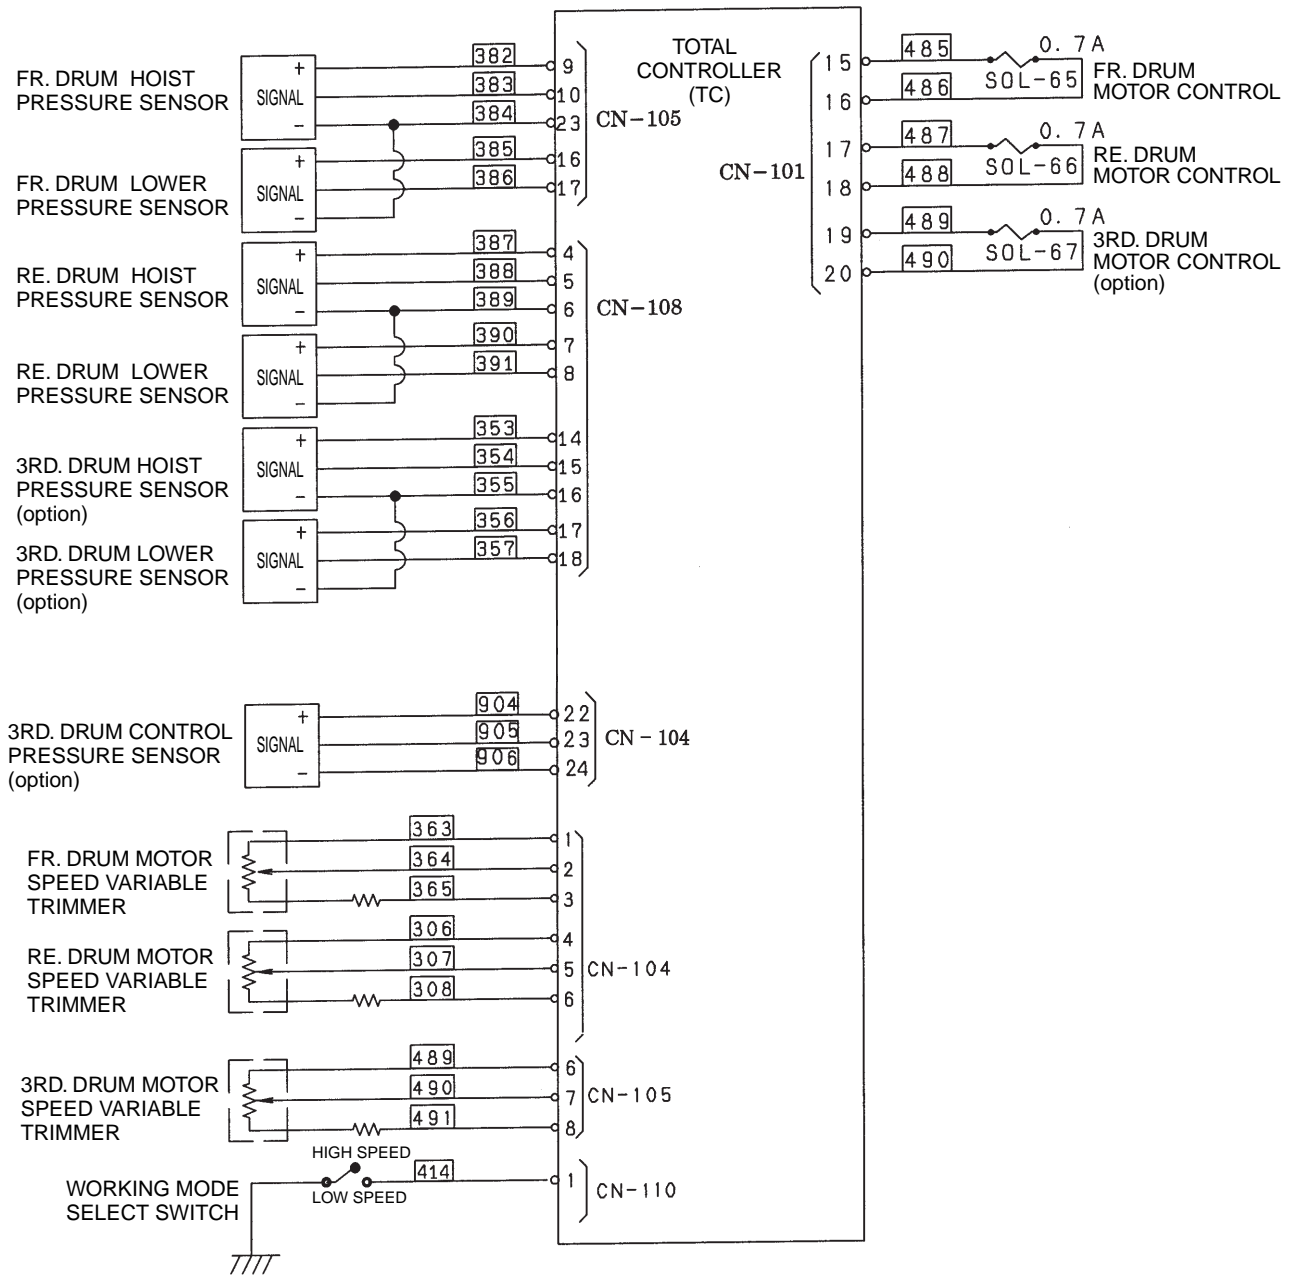 TOTAL
CONTROLLER
(TC)
FR. DRUM HOIST
PRESSURE SENSOR
+
SIGNAL
−
382
383
384
9
10
23
CN-105
FR. DRUM LOWER
PRESSURE SENSOR
+
SIGNAL
−
385
386
16
17
RE. DRUM HOIST
PRESSURE SENSOR
+
SIGNAL
−
387
388
389
4
5
6
CN-108
RE. DRUM LOWER
PRESSURE SENSOR
+
SIGNAL
−
390
391
7
8
3RD. DRUM HOIST
PRESSURE SENSOR
(option)
+
SIGNAL
−
353
354
355
14
15
16
3RD. DRUM LOWER
PRESSURE SENSOR
(option)
+
SIGNAL
−
356
357
17
18
3RD. DRUM CONTROL
PRESSURE SENSOR
(option)
+
SIGNAL
−
904
905
906
22
23
24
CN-104
FR. DRUM MOTOR
SPEED VARIABLE
TRIMMER
363
364
365
1
2
3
RE. DRUM MOTOR
SPEED VARIABLE
TRIMMER
306
307
308
4
5
6
CN-104
3RD. DRUM MOTOR
SPEED VARIABLE
TRIMMER
489
490
491
6
7
8
CN-105
WORKING MODE
SELECT SWITCH
HIGH SPEED
LOW SPEED
414
1
CN-110
CN-101
15
16
485
486
0.7A
SOL-65
FR. DRUM
MOTOR CONTROL
17
18
487
488
0.7A
SOL-66
RE. DRUM
MOTOR CONTROL
19
20
489
490
0.7A
SOL-67
3RD. DRUM
MOTOR CONTROL
(option)